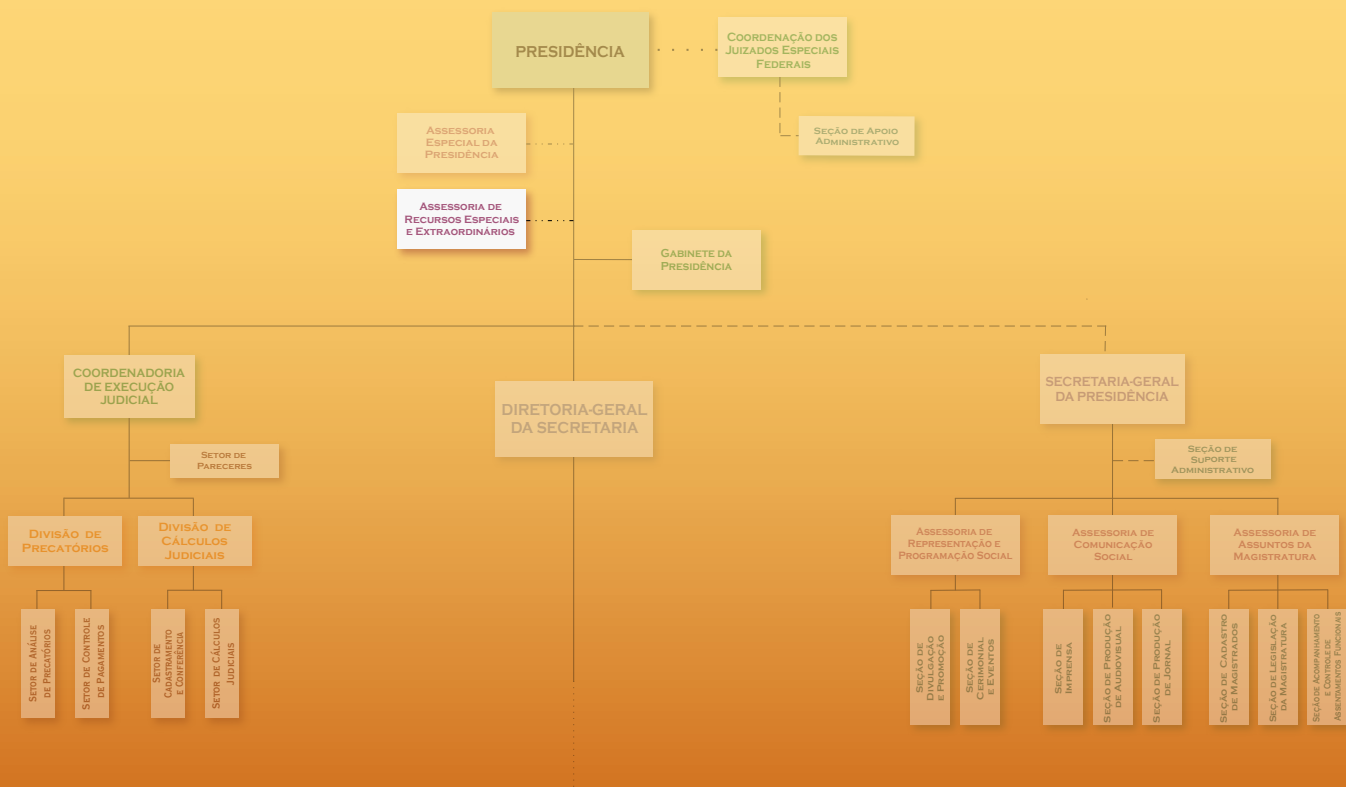 PRESIDÊNCIA
COORDENAÇÃO DOS
JUIZADOS ESPECIAIS
FEDERAIS
SEÇÃO DE APOIO
ADMINISTRATIVO
ASSESSORIA
ESPECIAL DA
PRESIDÊNCIA
ASSESSORIA DE
RECURSOS ESPECIAIS
E EXTRAORDINÁRIOS
GABINETE DA
PRESIDÊNCIA
COORDENADORIA
DE EXECUÇÃO
JUDICIAL
DIRETORIA-GERAL
DA SECRETARIA
SECRETARIA-GERAL
DA PRESIDÊNCIA
SETOR DE
PARECERES
SEÇÃO DE
SUPORTE
ADMINISTRATIVO
DIVISÃO DE
PRECATÓRIOS
DIVISÃO DE
CÁLCULOS
JUDICIAIS
ASSESSORIA DE
REPRESENTAÇÃO E
PROGRAMAÇÃO SOCIAL
ASSESSORIA DE
COMUNICAÇÃO
SOCIAL
ASSESSORIA DE
ASSUNTOS DA
MAGISTRATURA
SETOR DE ANÁLISE
DE PRECATÓRIOS
SETOR DE CONTROLE
DE PAGAMENTOS
SETOR DE
CADASTRAMENTO
E CONFERÊNCIA
SETOR DE CÁLCULOS
JUDICIAIS
SEÇÃO DE
DIVULGAÇÃO
E PROMOÇÃO
SEÇÃO DE
CERIMONIAL
E EVENTOS
SEÇÃO DE
IMPRENSA
SEÇÃO DE PRODUÇÃO
DE AUDIOVISUAL
SEÇÃO DE PRODUÇÃO
DE JORNAL
SEÇÃO DE CADASTRO
DE MAGISTRADOS
SEÇÃO DE LEGISLAÇÃO
DA MAGISTRATURA
SEÇÃO DE ACOMPANHAMENTO
E CONTROLE DE
ASSENTAMENTOS FUNCIONAIS